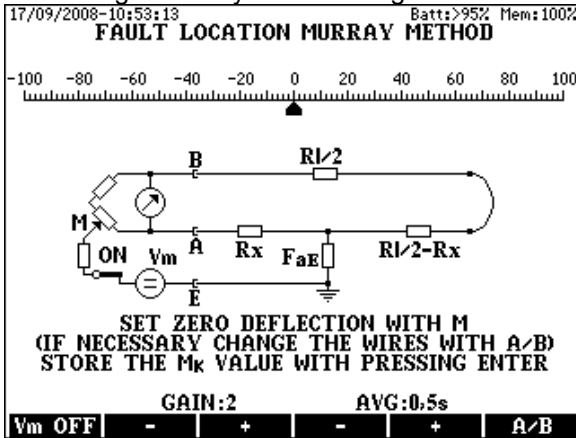 17/09/2008-10:53:13 Batt:>95% Mem:100%
FAULT LOCATION MURRAY METHOD
-100 -80 -60 -40 -20 0 20 40 60 80 100
B Rl/2
M
A Rx FaE Rl/2-Rx
ON Vm
E
SET ZERO DEFLECTION WITH M
(IF NECESSARY CHANGE THE WIRES WITH A/B)
STORE THE MK VALUE WITH PRESSING ENTER
GAIN:2 AVG:0,5s
Vm OFF - + - + A/B